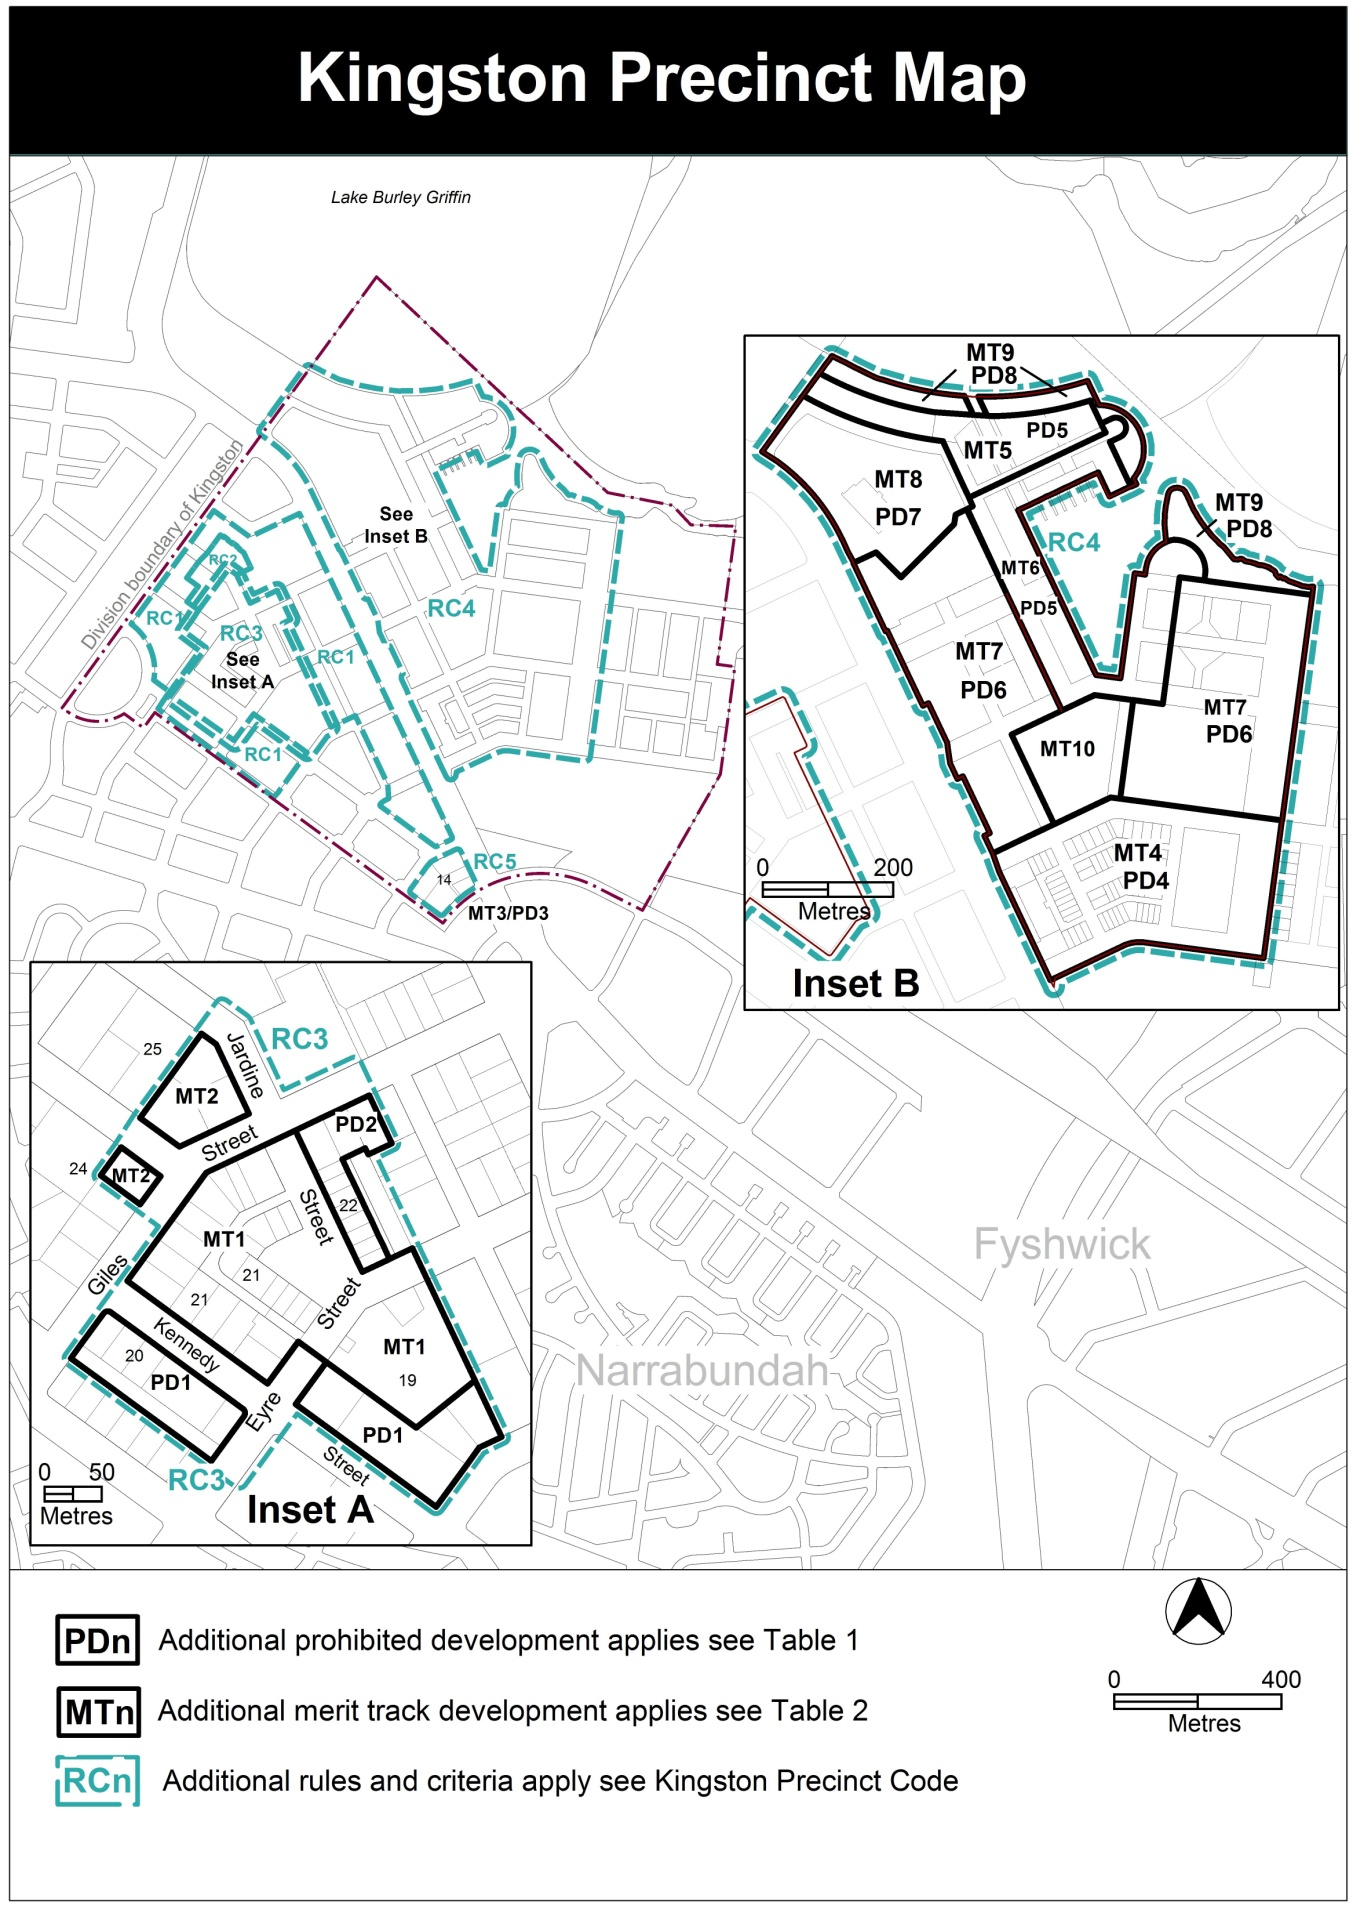 Kingston Precinct Map
Lake Burley Griffin
Division boundary of Kingston
See
Inset B
RC2
RC1
RC3
See
Inset A
RC1
RC1
RC4
RC5
14
MT3/PD3
MT9
PD8
PD5
MT5
MT8
PD7
MT9
PD8
RC4
MT6
PD5
MT7
PD6
MT7
PD6
MT10
MT4
PD4
0 200
Metres
Inset B
RC3
25
Jardine
MT2
Street
PD2
24
MT2
22
Street
MT1
21
21
Giles
Street
Kennedy
MT1
20
PD1
19
Eyre
PD1
Street
RC3
0 50
Metres
Inset A
Fyshwick
Narrabundah
PDn Additional prohibited development applies see Table 1
MTn Additional merit track development applies see Table 2
RCn Additional rules and criteria apply see Kingston Precinct Code
0 400
Metres